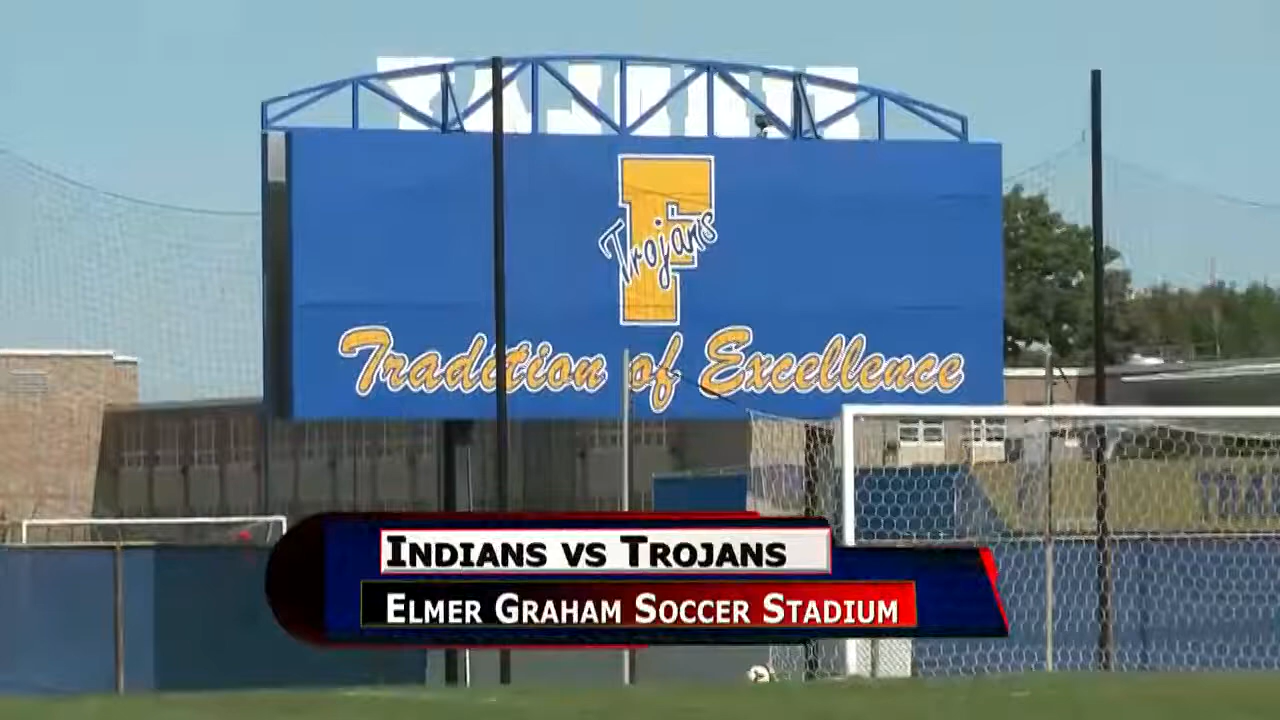 F
Trojans
Tradition of Excellence
INDIANS VS TROJANS
ELMER GRAHAM SOCCER STADIUM